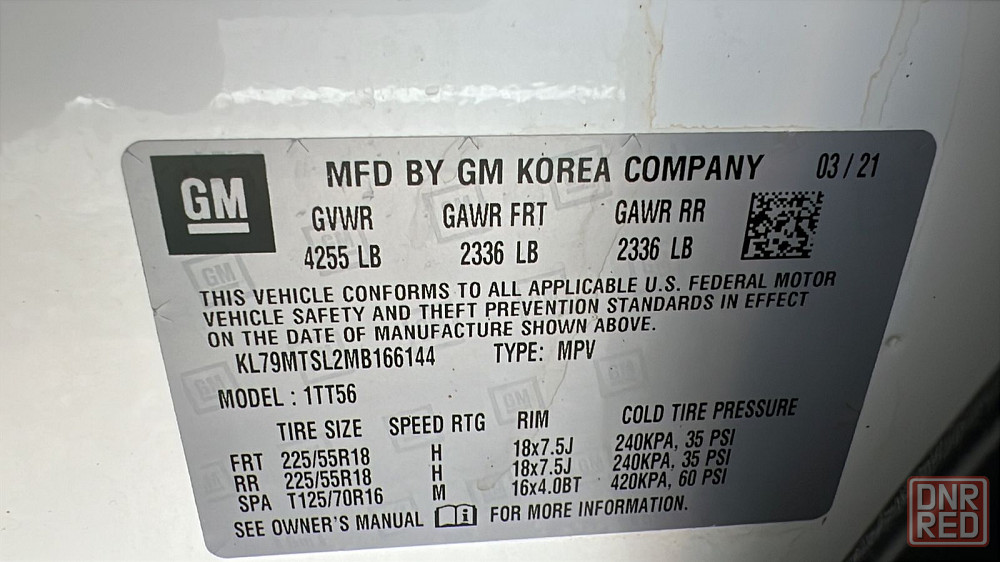 GM
MFD BY GM KOREA COMPANY 03 / 21
GVWR GAWR FRT GAWR RR
4255 LB 2336 LB 2336 LB
THIS VEHICLE CONFORMS TO ALL APPLICABLE U.S. FEDERAL MOTOR
VEHICLE SAFETY AND THEFT PREVENTION STANDARDS IN EFFECT
ON THE DATE OF MANUFACTURE SHOWN ABOVE.
KL79MTSL2MB166144 TYPE: MPV
MODEL : 1TT56
TIRE SIZE SPEED RTG RIM COLD TIRE PRESSURE
FRT 225/55R18 H 18x7.5J 240KPA, 35 PSI
RR 225/55R18 H 18x7.5J 240KPA, 35 PSI
SPA T125/70R16 M 16x4.0BT 420KPA, 60 PSI
SEE OWNER'S MANUAL i FOR MORE INFORMATION.
DNR
RED